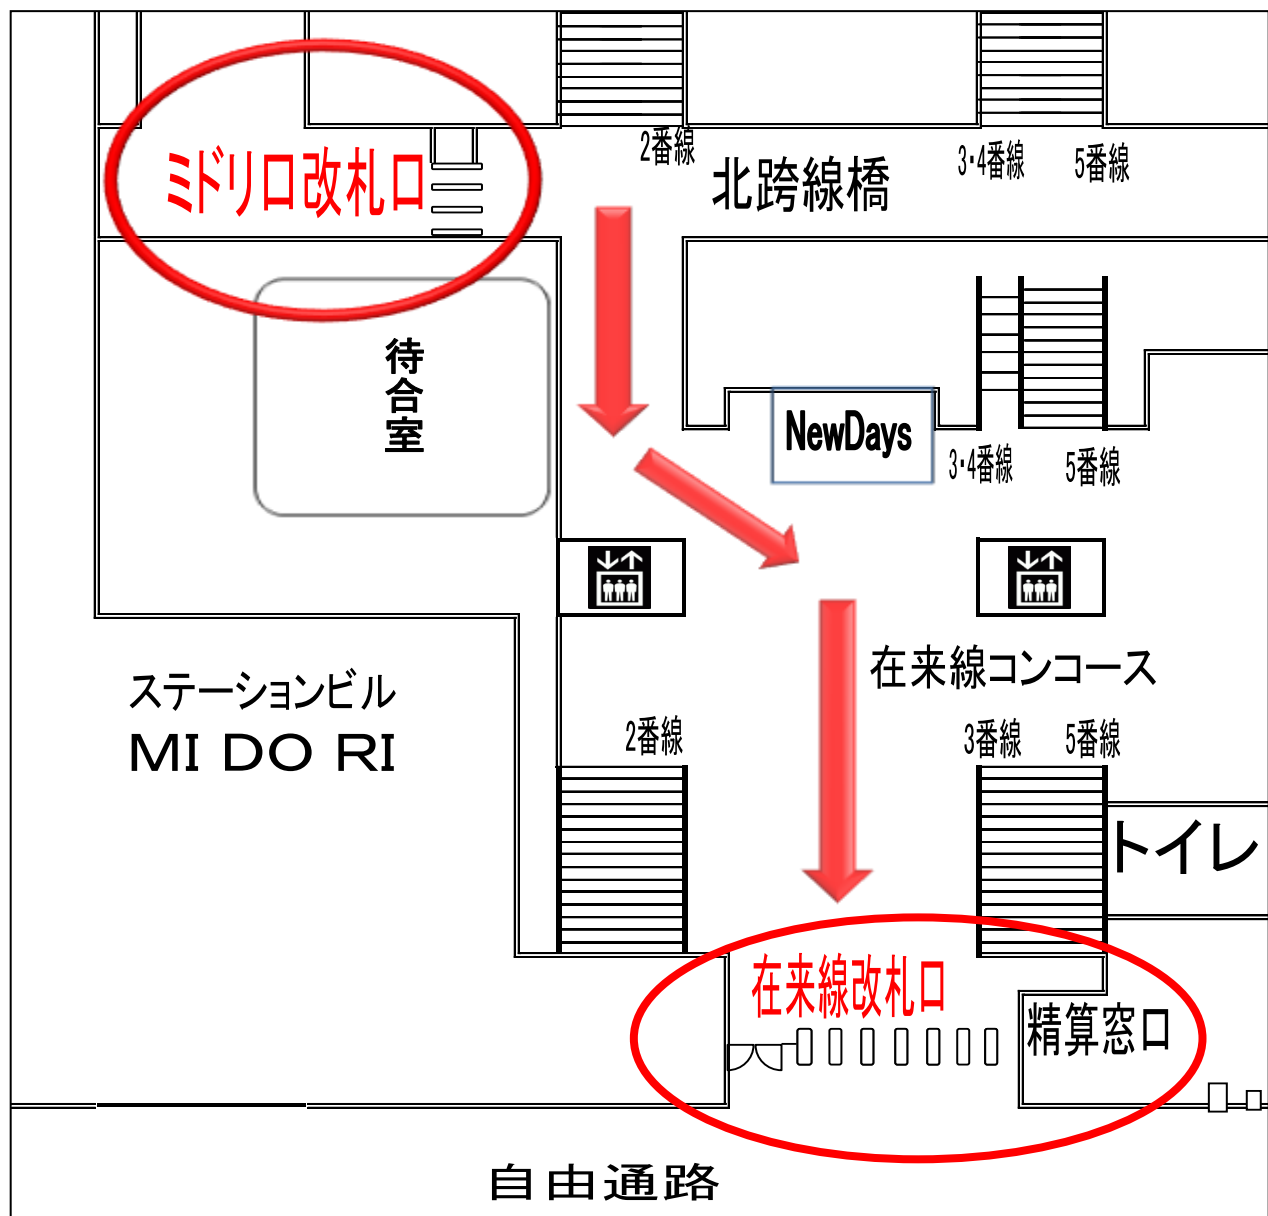 2番線
ミドリ口改札口
北跨線橋
3・4番線
5番線
待合室
NewDays
3・4番線
5番線
在来線コンコース
ステーションビル
MIDORI
2番線
3番線
5番線
トイレ
在来線改札口
精算窓口
自由通路